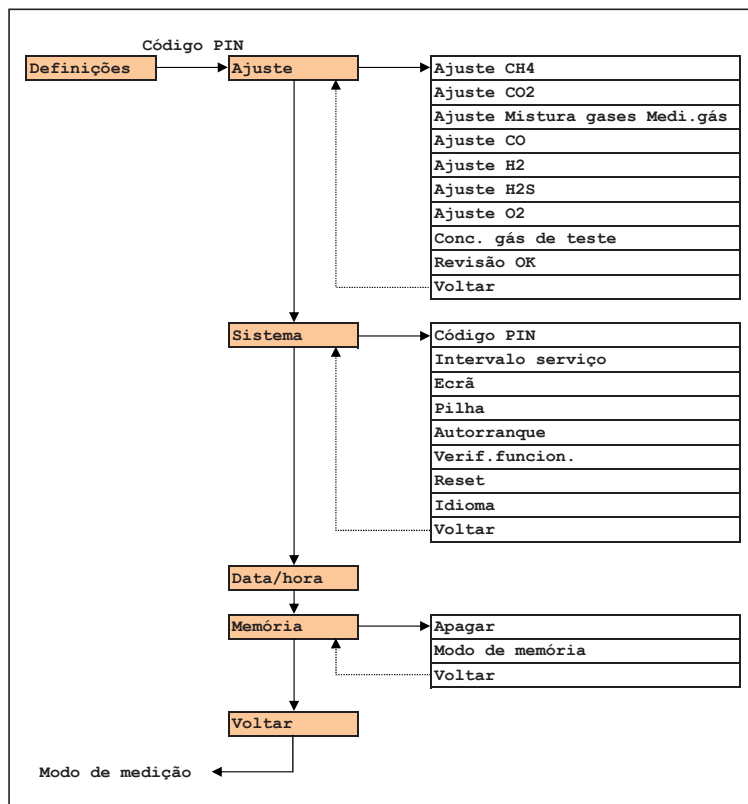 Código PIN
Definições
Ajuste
Ajuste CH4
Ajuste CO2
Ajuste Mistura gases Medi.gás
Ajuste CO
Ajuste H2
Ajuste H2S
Ajuste O2
Conc. gás de teste
Revisão OK
Voltar
Sistema
Código PIN
Intervalo serviço
Ecrã
Pilha
Autorranque
Verif.funcion.
Reset
Idioma
Voltar
Data/hora
Memória
Apagar
Modo de memória
Voltar
Voltar
Modo de medição